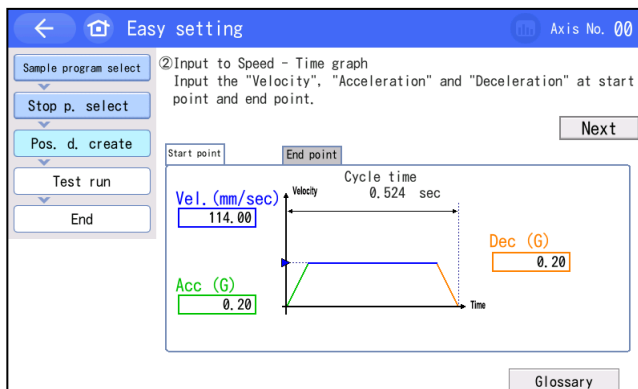 Easy setting
Axis No. 00
Sample program select
Stop p. select
Pos. d. create
Test run
End
②Input to Speed - Time graph
Input the "Velocity", "Acceleration" and "Deceleration" at start
point and end point.
Next
Start point
End point
Cycle time
0.524 sec
Velocity
Vel.(mm/sec)
114.00
Dec (G)
0.20
Acc (G)
0.20
Time
Glossary